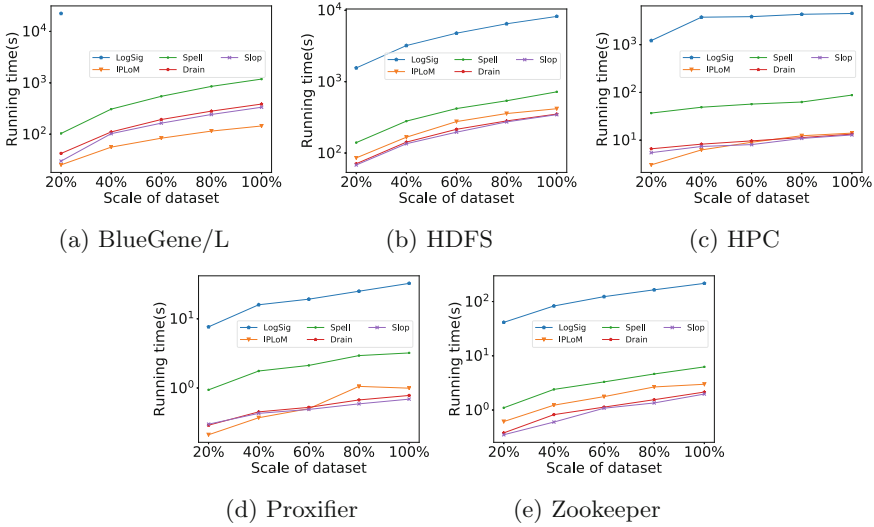 Running time(s)
10^4
10^3
10^2
LogSig
IPLoM
Spell
Drain
Slop
20% 40% 60% 80% 100%
Scale of dataset
(a) BlueGene/L
Running time(s)
10^4
10^3
10^2
LogSig
IPLoM
Spell
Drain
Slop
20% 40% 60% 80% 100%
Scale of dataset
(b) HDFS
Running time(s)
10^3
10^2
10^1
LogSig
IPLoM
Spell
Drain
Slop
20% 40% 60% 80% 100%
Scale of dataset
(c) HPC
Running time(s)
10^1
10^0
LogSig
IPLoM
Spell
Drain
Slop
20% 40% 60% 80% 100%
Scale of dataset
(d) Proxifier
Running time(s)
10^2
10^1
10^0
LogSig
IPLoM
Spell
Drain
Slop
20% 40% 60% 80% 100%
Scale of dataset
(e) Zookeeper